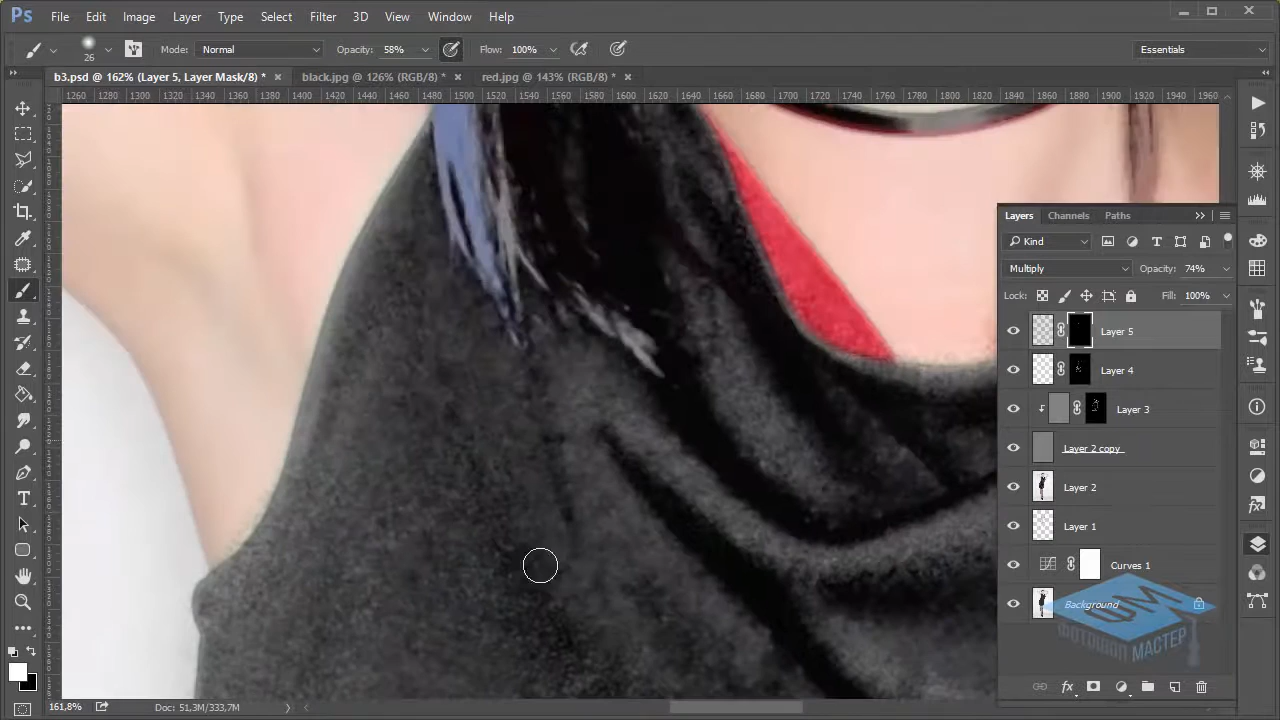 Ps File Edit Image Layer Type Select Filter 3D View Window Help
26 Mode: Normal Opacity: 58% Flow: 100% Essentials
b3.psd @ 162% (Layer 5, Layer Mask/8) * × black.jpg @ 126% (RGB/8) * × red.jpg @ 143% (RGB/8) * ×
1260 1280 1300 1320 1340 1360 1380 1400 1420 1440 1460 1480 1500 1520 1540 1560 1580 1600 1620 1640 1660 1680 1700 1720 1740 1760 1780 1800 1820 1840 1860 1880 1900 1920 1940 1960
Layers Channels Paths
Kind
Multiply Opacity: 74%
Lock: Fill: 100%
Layer 5
Layer 4
Layer 3
Layer 2 copy
Layer 2
Layer 1
Curves 1
Background
ФОТОШОП
МАСТЕР
fx
161,8% Doc: 51,3M/333,7M